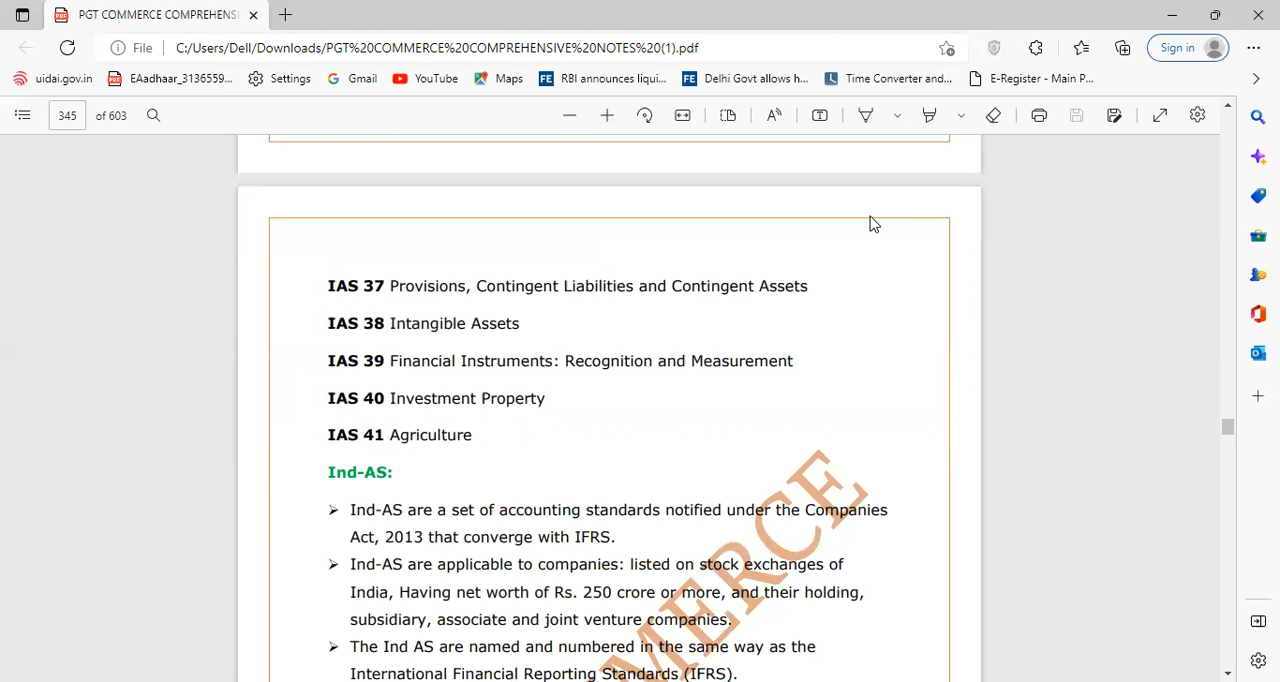 PGT COMMERCE COMPREHENS
File C:/Users/Dell/Downloads/PGT%20COMMERCE%20COMPREHENSIVE%20NOTES%20(1).pdf Sign in
uidai.gov.in EAadhaar_3136559... Settings Gmail YouTube Maps RBI announces liqui... Delhi Govt allows h... Time Converter and... E-Register - Main P...
345 of 603
IAS 37 Provisions, Contingent Liabilities and Contingent Assets
IAS 38 Intangible Assets
IAS 39 Financial Instruments: Recognition and Measurement
IAS 40 Investment Property
IAS 41 Agriculture
Ind-AS:
➢ Ind-AS are a set of accounting standards notified under the Companies
Act, 2013 that converge with IFRS.
➢ Ind-AS are applicable to companies: listed on stock exchanges of
India, Having net worth of Rs. 250 crore or more, and their holding,
subsidiary, associate and joint venture companies.
➢ The Ind AS are named and numbered in the same way as the
International Financial Reporting Standards (IFRS).
MERCE